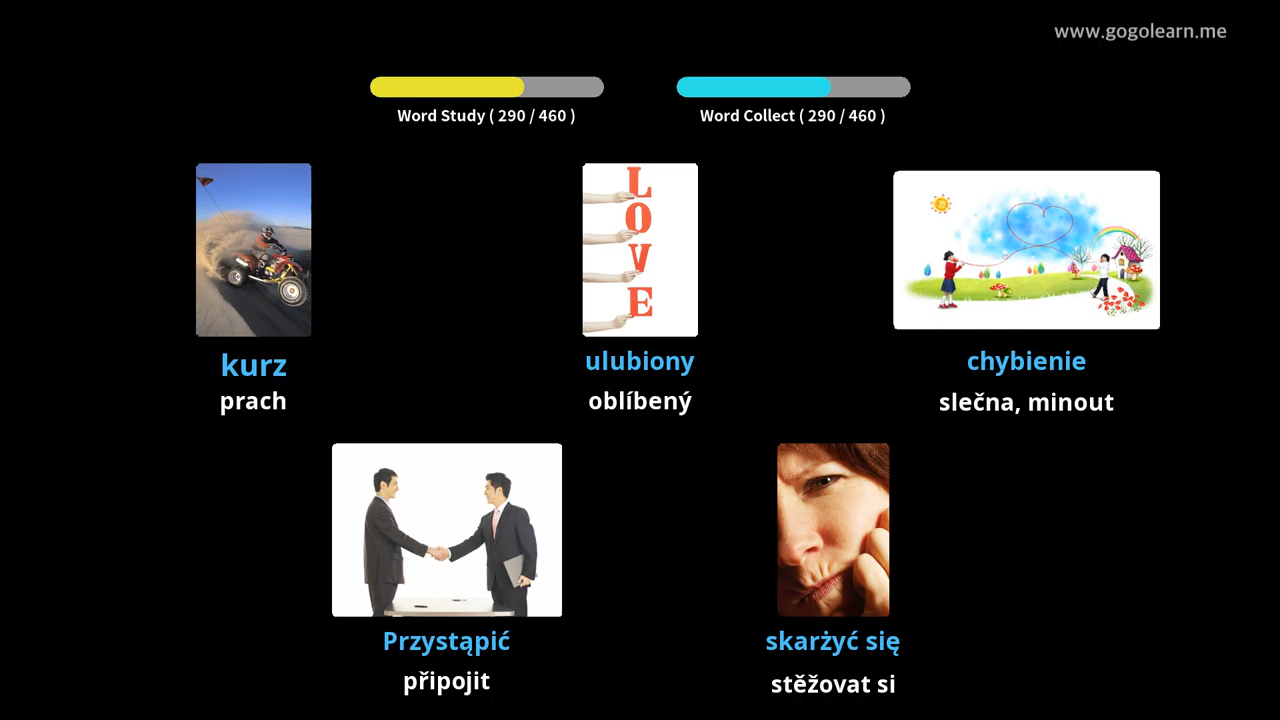 www.gogolearn.me
Word Study ( 290 / 460 )
Word Collect ( 290 / 460 )
L
O
V
E
kurz
ulubiony
chybienie
prach
oblíbený
slečna, minout
Przystąpić
skarżyć się
připojit
stěžovat si